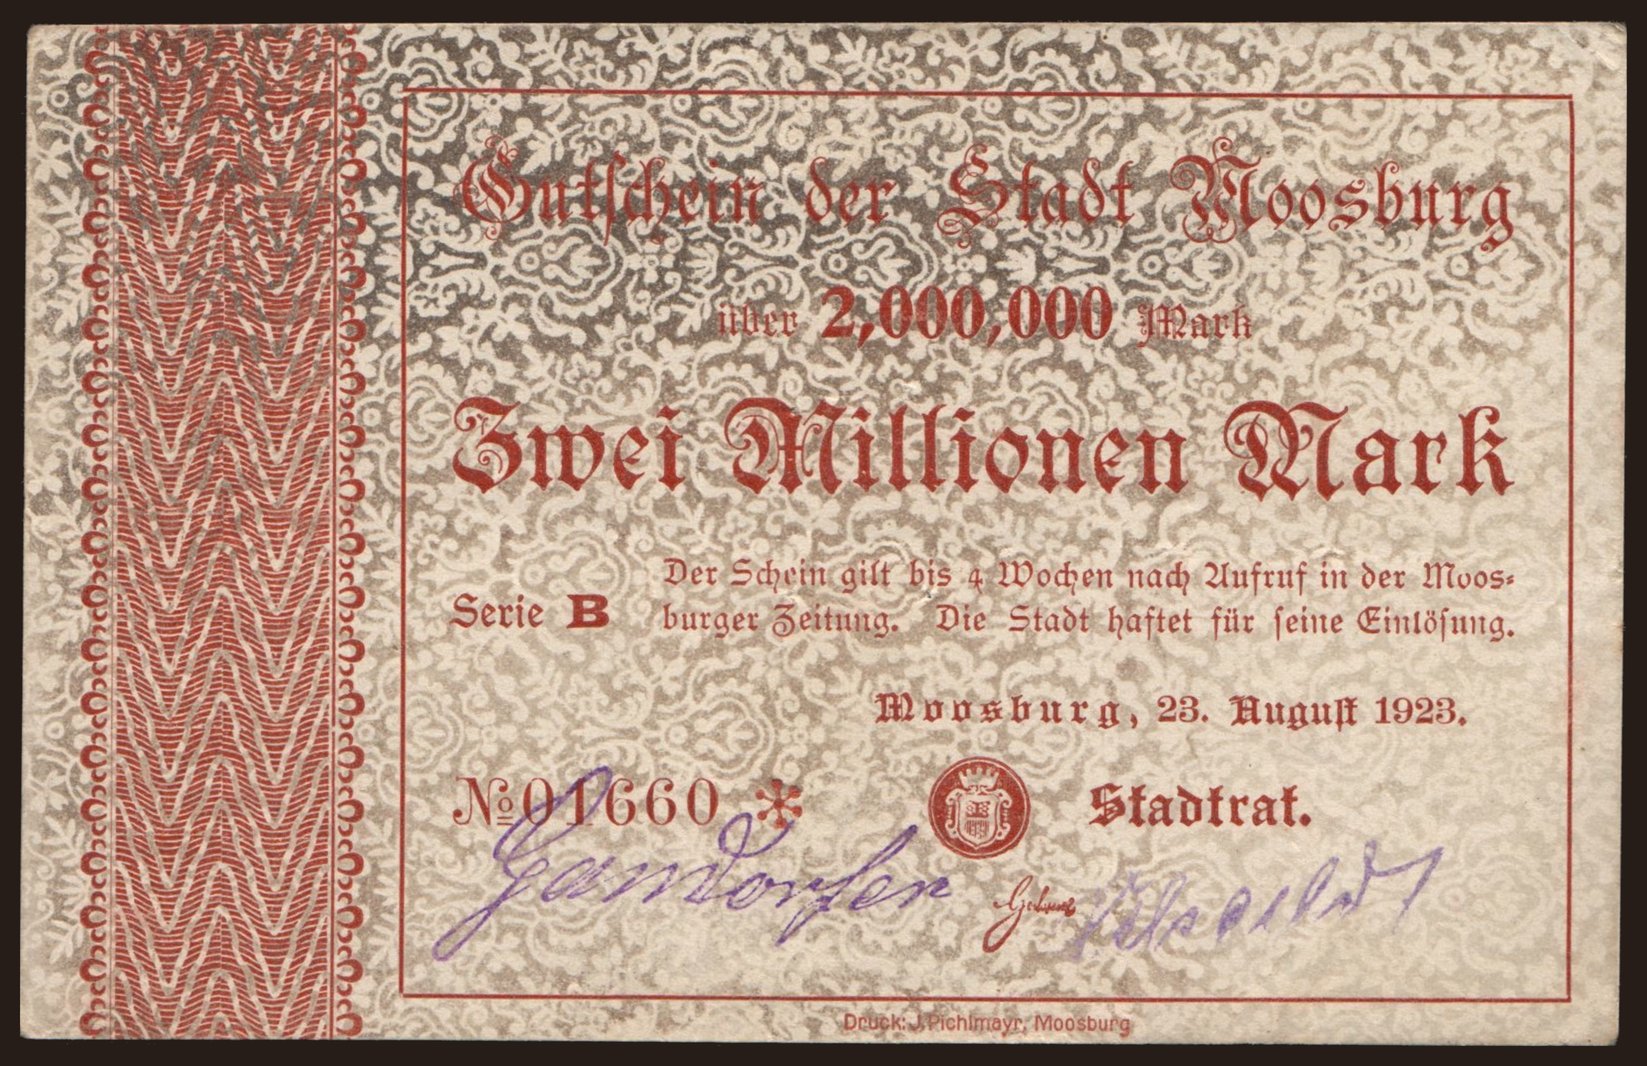 Gutschein der Stadt Moosburg
über 2,000,000 Mark
Zwei Millionen Mark
Serie B
Der Schein gilt bis 4 Wochen nach Aufruf in der Moos-
burger Zeitung. Die Stadt haftet für seine Einlösung.
Moosburg, 23. August 1923.
No 01660 *
Stadtrat.
Gandorfer
Druck: J. Pichlmayr, Moosburg